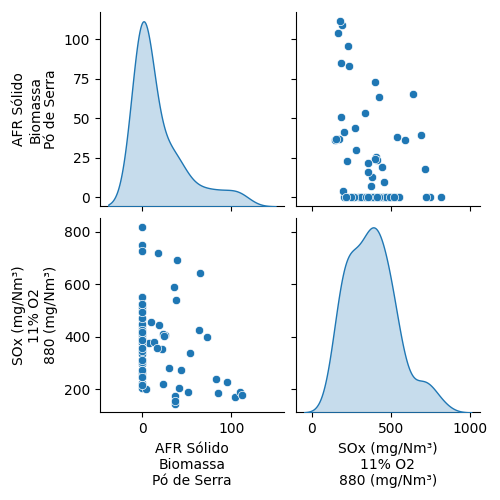 100
75
50
25
0
AFR Sólido
Biomassa
Pó de Serra
800
600
400
200
SOx (mg/Nm³)
11% O2
880 (mg/Nm³)
0
100
0
500
1000
AFR Sólido
Biomassa
Pó de Serra
SOx (mg/Nm³)
11% O2
880 (mg/Nm³)